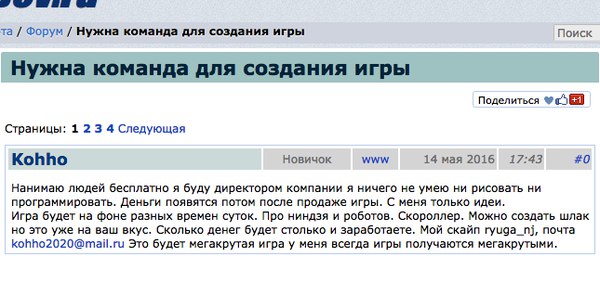 та / Форум / Нужна команда для создания игры
Поиск
Нужна команда для создания игры
Поделиться +1
Страницы: 1 2 3 4 Следующая
Kohho Новичок www 14 мая 2016 17:43 #0
Нанимаю людей бесплатно я буду директором компании я ничего не умею ни рисовать ни
программировать. Деньги появятся потом после продаже игры. С меня только идеи.
Игра будет на фоне разных времен суток. Про ниндзя и роботов. Скороллер. Можно создать шлак
но это уже на ваш вкус. Сколько денег будет столько и заработаете. Мой скайп ryuga_nj, почта
kohho2020@mail.ru Это будет мегакрутая игра у меня всегда игры получаются мегакрутыми.